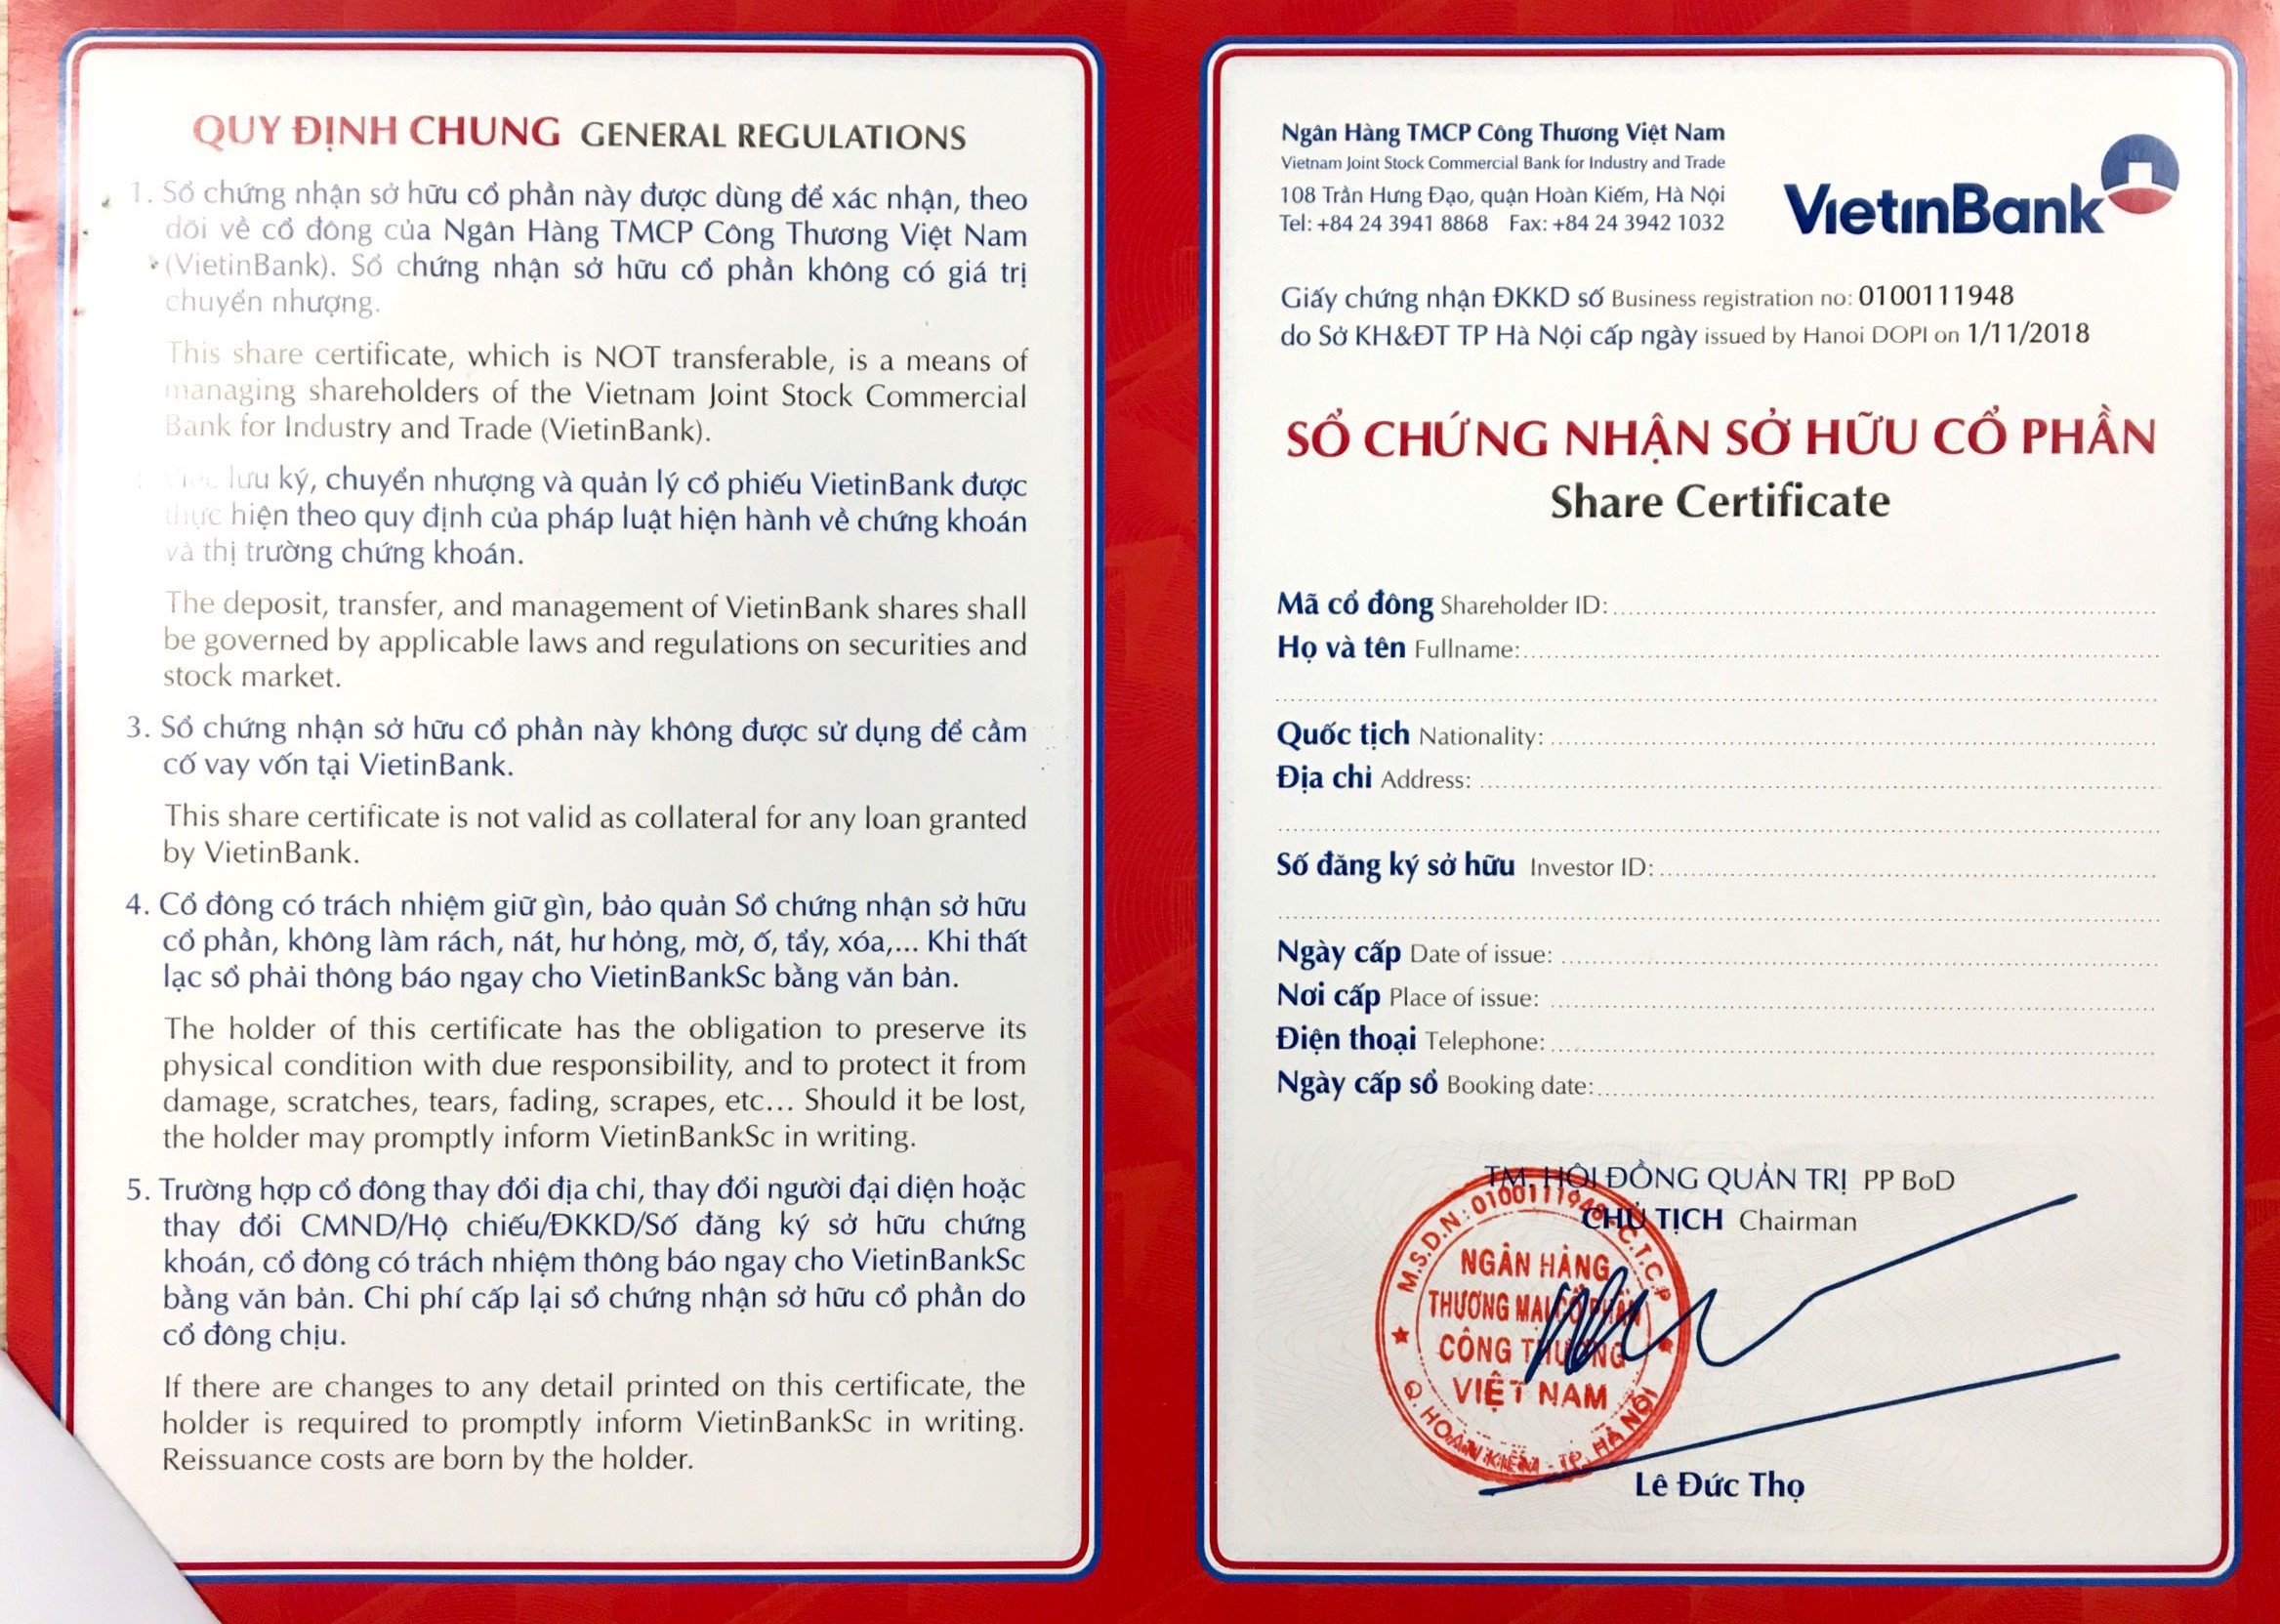 QUY ĐỊNH CHUNG GENERAL REGULATIONS
1. Sổ chứng nhận sở hữu cổ phần này được dùng để xác nhận, theo
dõi về cổ đông của Ngân Hàng TMCP Công Thương Việt Nam
(VietinBank). Sổ chứng nhận sở hữu cổ phần không có giá trị
chuyển nhượng.
This share certificate, which is NOT transferable, is a means of
managing shareholders of the Vietnam Joint Stock Commercial
Bank for Industry and Trade (VietinBank).
lưu ký, chuyển nhượng và quản lý cổ phiếu VietinBank được
thực hiện theo quy định của pháp luật hiện hành về chứng khoán
và thị trường chứng khoán.
The deposit, transfer, and management of VietinBank shares shall
be governed by applicable laws and regulations on securities and
stock market.
3. Sổ chứng nhận sở hữu cổ phần này không được sử dụng để cầm
cố vay vốn tại VietinBank.
This share certificate is not valid as collateral for any loan granted
by VietinBank.
4. Cổ đông có trách nhiệm giữ gìn, bảo quản Sổ chứng nhận sở hữu
cổ phần, không làm rách, nát, hư hỏng, mờ, ố, tẩy, xóa,... Khi thất
lạc sổ phải thông báo ngay cho VietinBankSc bằng văn bản.
The holder of this certificate has the obligation to preserve its
physical condition with due responsibility, and to protect it from
damage, scratches, tears, fading, scrapes, etc... Should it be lost,
the holder may promptly inform VietinBankSc in writing.
5. Trường hợp cổ đông thay đổi địa chỉ, thay đổi người đại diện hoặc
thay đổi CMND/Hộ chiếu/ĐKKD/Số đăng ký sở hữu chứng
khoán, cổ đông có trách nhiệm thông báo ngay cho VietinBankSc
bằng văn bản. Chi phí cấp lại sổ chứng nhận sở hữu cổ phần do
cổ đông chịu.
If there are changes to any detail printed on this certificate, the
holder is required to promptly inform VietinBankSc in writing.
Reissuance costs are born by the holder.
Ngân Hàng TMCP Công Thương Việt Nam
Vietnam Joint Stock Commercial Bank for Industry and Trade
108 Trần Hưng Đạo, quận Hoàn Kiếm, Hà Nội
Tel: +84 24 3941 8868 Fax: +84 24 3942 1032
VietinBank
Giấy chứng nhận ĐKKD số Business registration no: 0100111948
do Sở KH&ĐT TP Hà Nội cấp ngày issued by Hanoi DOPI on 1/11/2018
SỔ CHỨNG NHẬN SỞ HỮU CỔ PHẦN
Share Certificate
Mã cổ đông Shareholder ID:
Họ và tên Fullname:
Quốc tịch Nationality:
Địa chỉ Address:
Số đăng ký sở hữu Investor ID:
Ngày cấp Date of issue:
Nơi cấp Place of issue:
Điện thoại Telephone:
Ngày cấp sổ Booking date:
TM. HỘI ĐỒNG QUẢN TRỊ PP BoD
CHỦ TỊCH Chairman
M.S.D.N: 0100111948 - C.T.C.P
NGÂN HÀNG
THƯƠNG MẠI CỔ PHẦN
CÔNG THƯƠNG
VIỆT NAM
Q. HOÀN KIẾM - TP. HÀ NỘI
Lê Đức Thọ